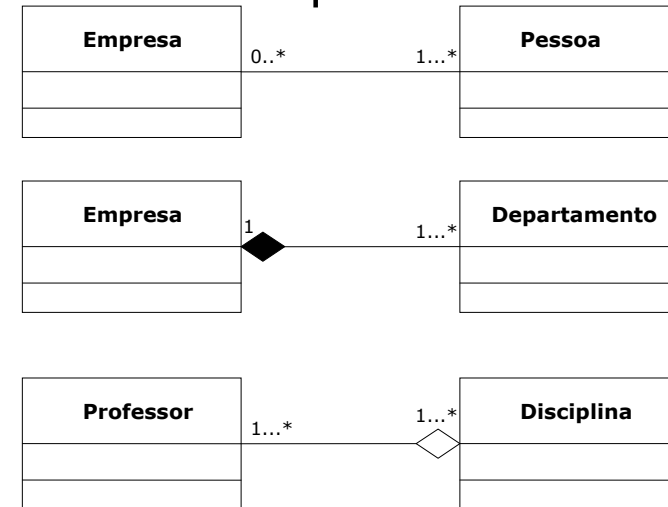 Empresa
Pessoa
0..*
1...*
Empresa
Departamento
1
1...*
Professor
Disciplina
1...*
1...*